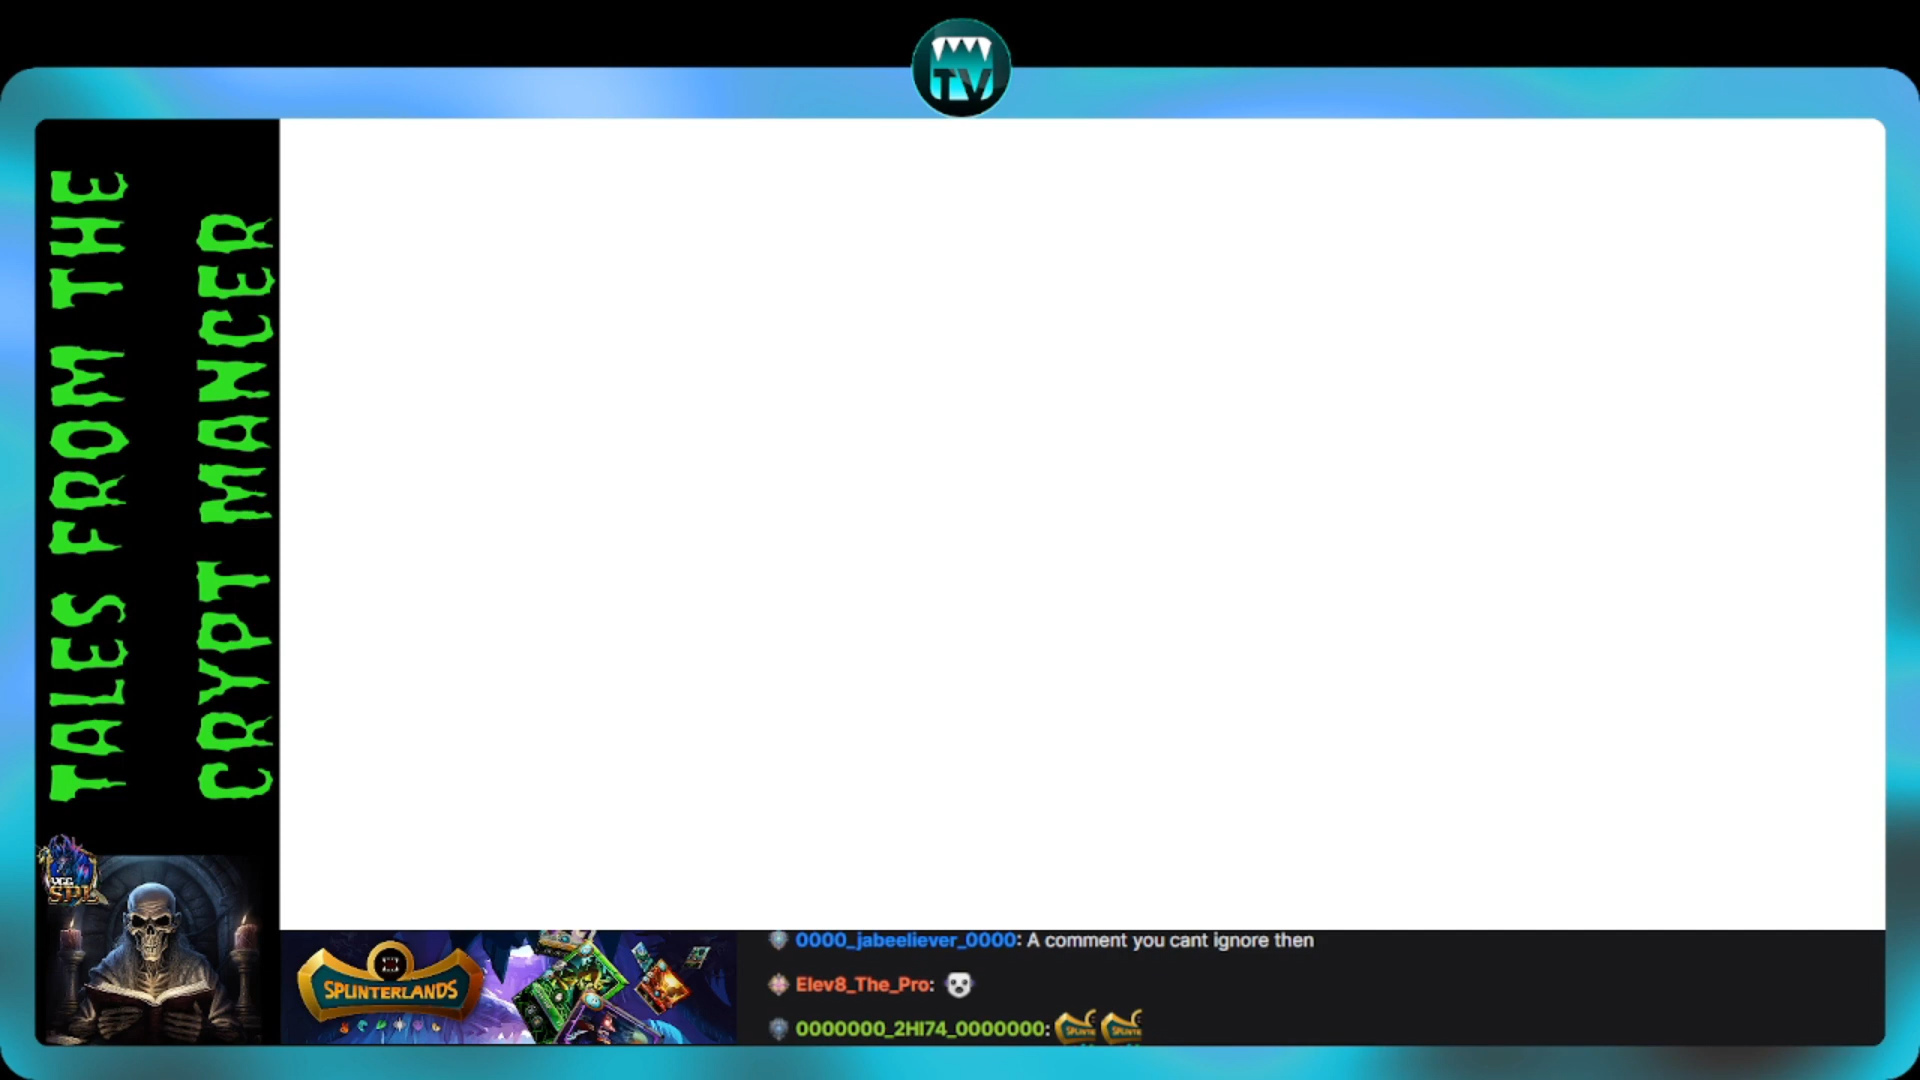 TV
TALES FROM THE
CRYPT MANCER
SPL
SPLINTERLANDS
0000_jabeeliever_0000: A comment you cant ignore then
Elev8_The_Pro:
0000000_2HI74_0000000: